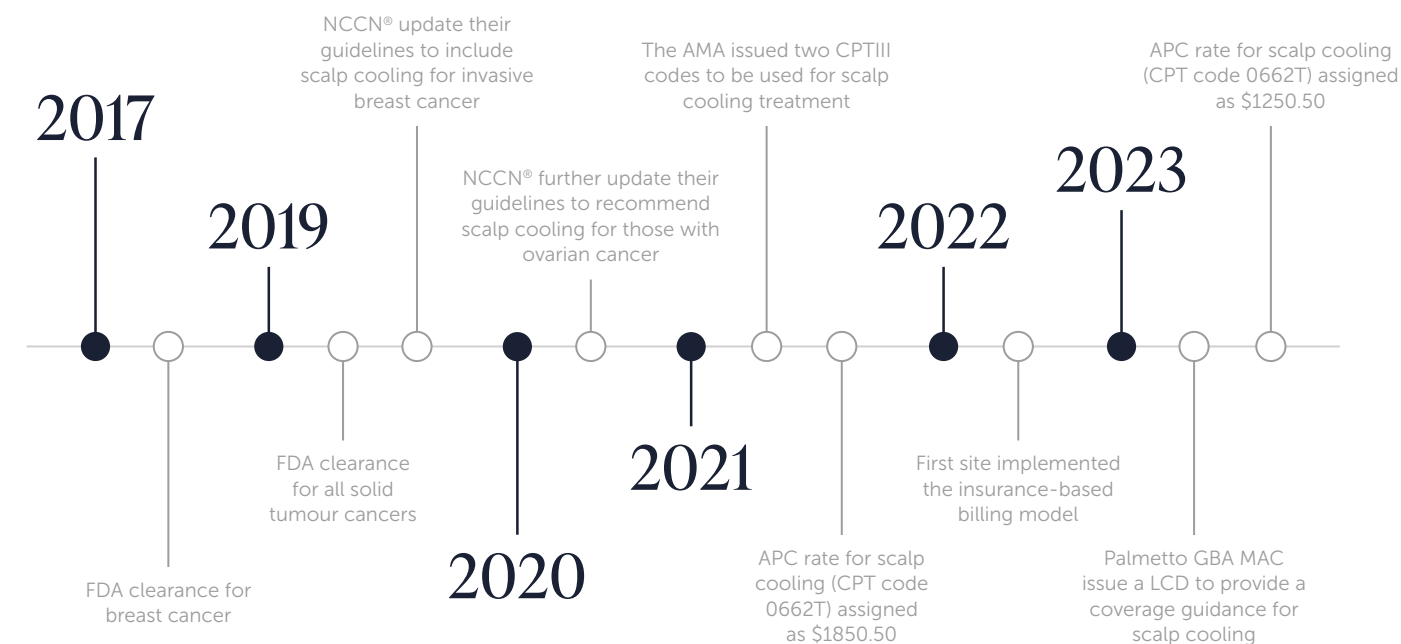 2017
FDA clearance for
breast cancer
2019
FDA clearance
for all solid
tumour cancers
NCCN® update their
guidelines to include
scalp cooling for invasive
breast cancer
2020
NCCN® further update their
guidelines to recommend
scalp cooling for those with
ovarian cancer
2021
The AMA issued two CPTIII
codes to be used for scalp
cooling treatment
APC rate for scalp
cooling (CPT code
0662T) assigned
as $1850.50
2022
First site implemented
the insurance-based
billing model
2023
Palmetto GBA MAC
issue a LCD to provide a
coverage guidance for
scalp cooling
APC rate for scalp cooling
(CPT code 0662T) assigned
as $1250.50